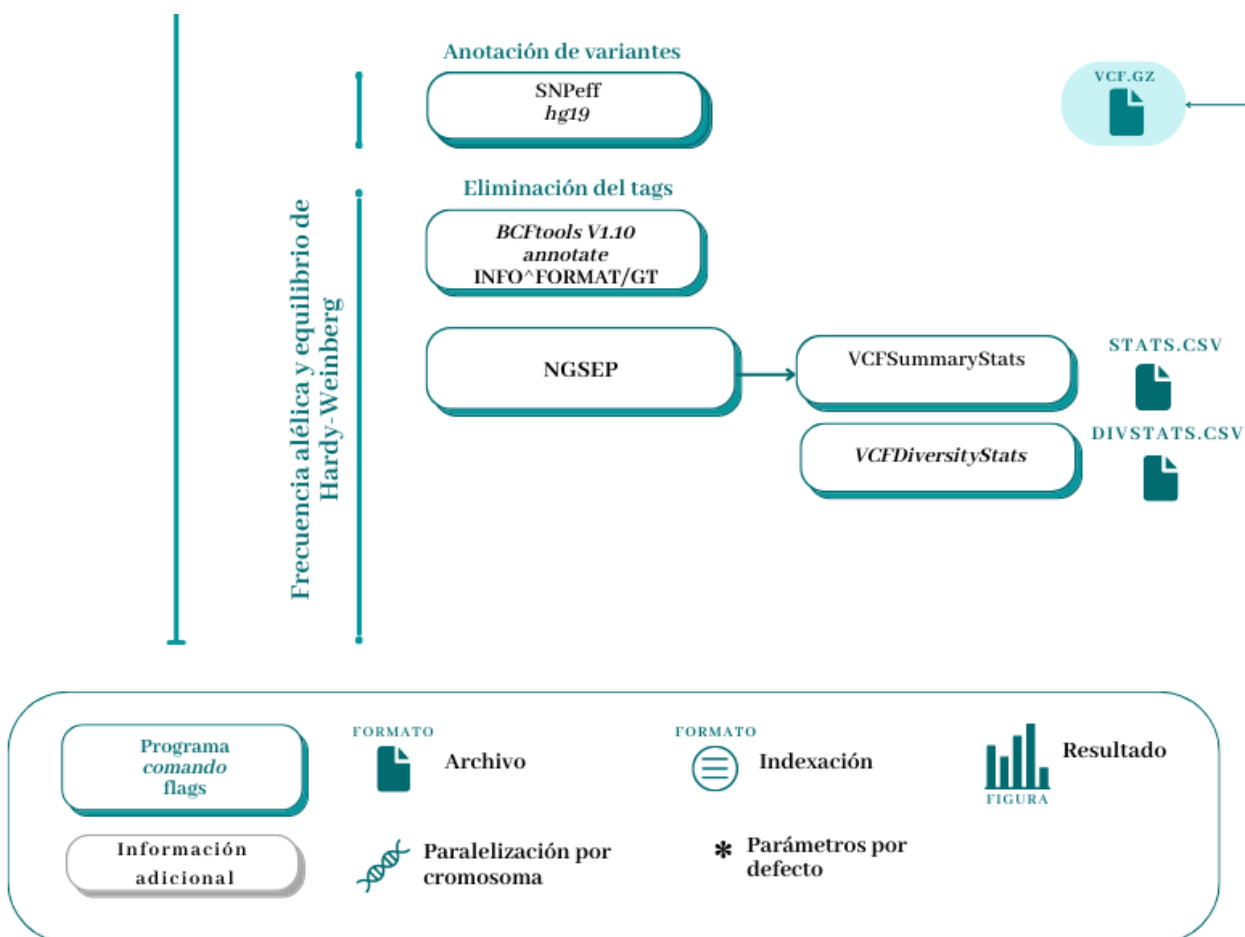 Anotación de variantes
SNPeff
hg19
VCF.GZ
Frecuencia alélica y equilibrio de
Hardy-Weinberg
Eliminación del tags
BCFtools V1.10
annotate
INFO^FORMAT/GT
NGSEP
VCFSummaryStats
STATS.CSV
VCFDiversityStats
DIVSTATS.CSV
Programa
comando
flags
FORMATO
Archivo
FORMATO
Indexación
FIGURA
Resultado
Información
adicional
Paralelización por
cromosoma
* Parámetros por
defecto